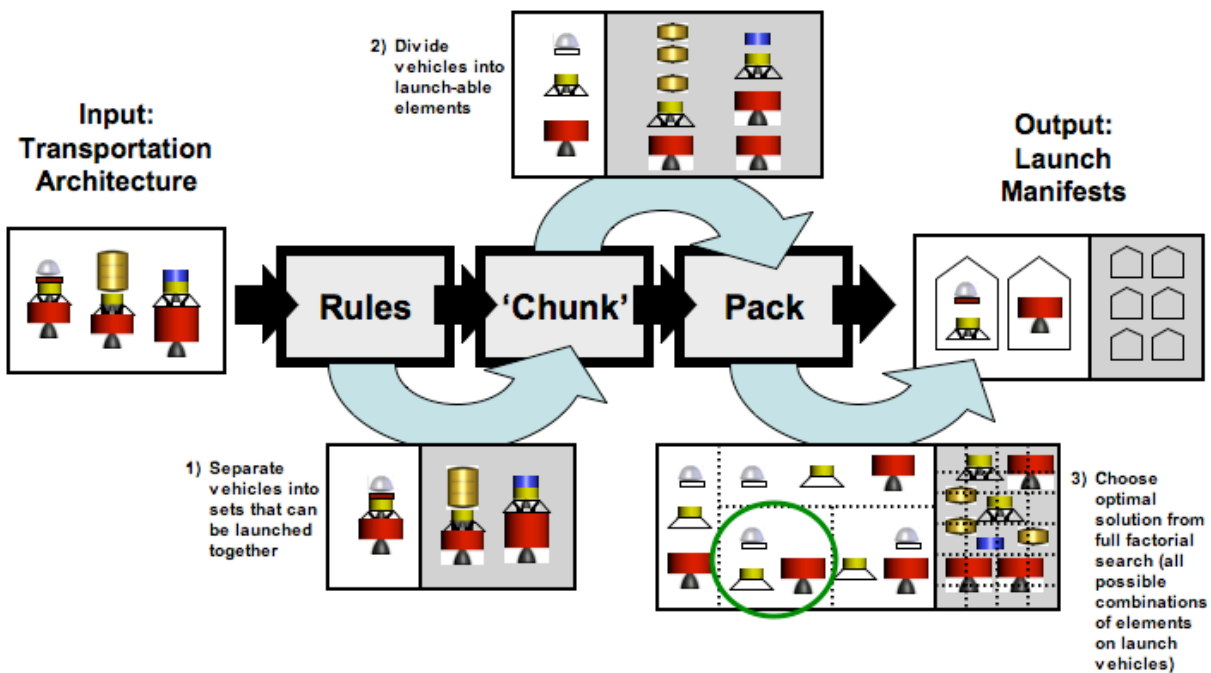 Input:
Transportation
Architecture
2) Divide
vehicles into
launch-able
elements
Output:
Launch
Manifests
Rules
‘Chunk’
Pack
1) Separate
vehicles into
sets that can
be launched
together
3) Choose
optimal
solution from
full factorial
search (all
possible
combinations
of elements
on launch
vehicles)